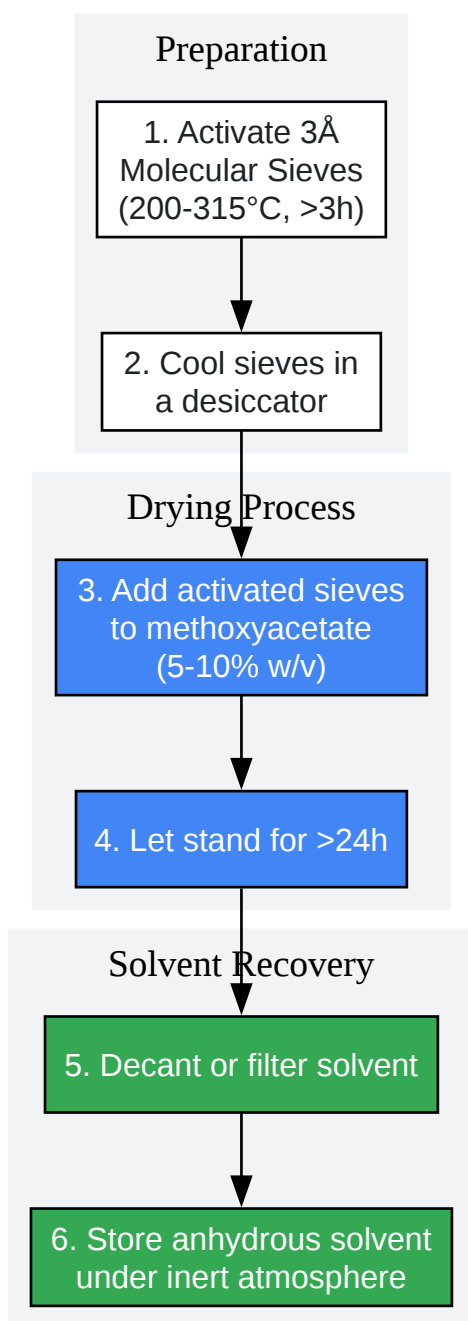 Preparation
1. Activate 3Å
Molecular Sieves
(200-315°C, >3h)
2. Cool sieves in
a desiccator
Drying Process
3. Add activated sieves
to methoxyacetate
(5-10% w/v)
4. Let stand for >24h
Solvent Recovery
5. Decant or filter solvent
6. Store anhydrous solvent
under inert atmosphere